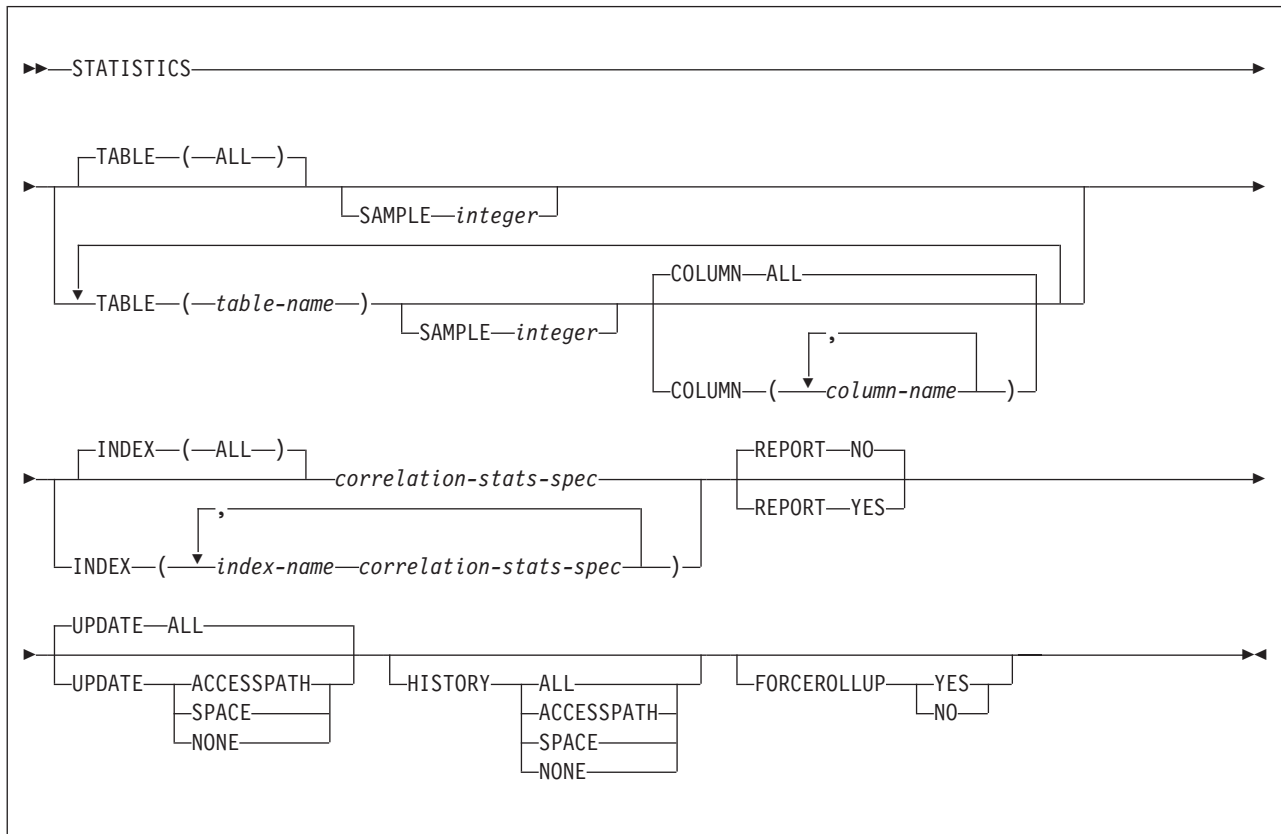 STATISTICS
TABLE ( ALL )
SAMPLE integer
TABLE ( table-name )
SAMPLE integer
COLUMN ALL
COLUMN ( , column-name )
INDEX ( ALL )
correlation-stats-spec
INDEX ( , index-name correlation-stats-spec )
REPORT NO
REPORT YES
UPDATE ALL
UPDATE ACCESSPATH
SPACE
NONE
HISTORY ALL
ACCESSPATH
SPACE
NONE
FORCEROLLUP YES
NO